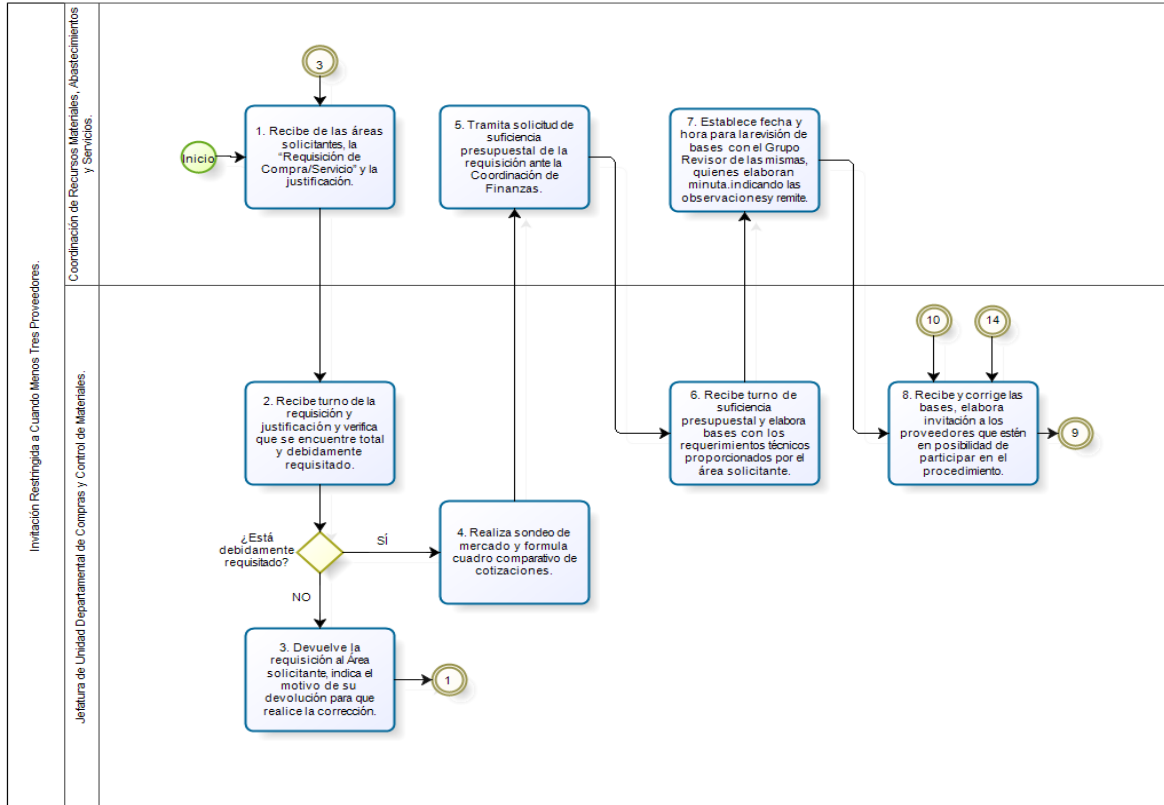 Invitación Restringida a Cuando Menos Tres Proveedores.
Coordinación de Recursos Materiales, Abastecimientos
y Servicios.
Inicio
3
1. Recibe de las áreas
solicitantes, la
“Requisición de
Compra/Servicio” y la
justificación.
5. Tramita solicitud de
suficiencia
presupuestal de la
requisición ante la
Coordinación de
Finanzas.
7. Establece fecha y
hora para la revisión de
bases con el Grupo
Revisor de las mismas,
quienes elaboran
minuta.indicando las
observacionesy remite.
Jefatura de Unidad Departamental de Compras y Control de Materiales.
2. Recibe turno de la
requisición y
justificación y verifica
que se encuentre total
y debidamente
requisitado.
¿Está
debidamente
requisitado?
SÍ
NO
3. Devuelve la
requisición al Área
solicitante, indica el
motivo de su
devolución para que
realice la corrección.
1
4. Realiza sondeo de
mercado y formula
cuadro comparativo de
cotizaciones.
6. Recibe turno de
suficiencia
presupuestal y elabora
bases con los
requerimientos técnicos
proporcionados por el
área solicitante.
10
14
8. Recibe y corrige las
bases, elabora
invitación a los
proveedores que estén
en posibilidad de
participar en el
procedimiento.
9